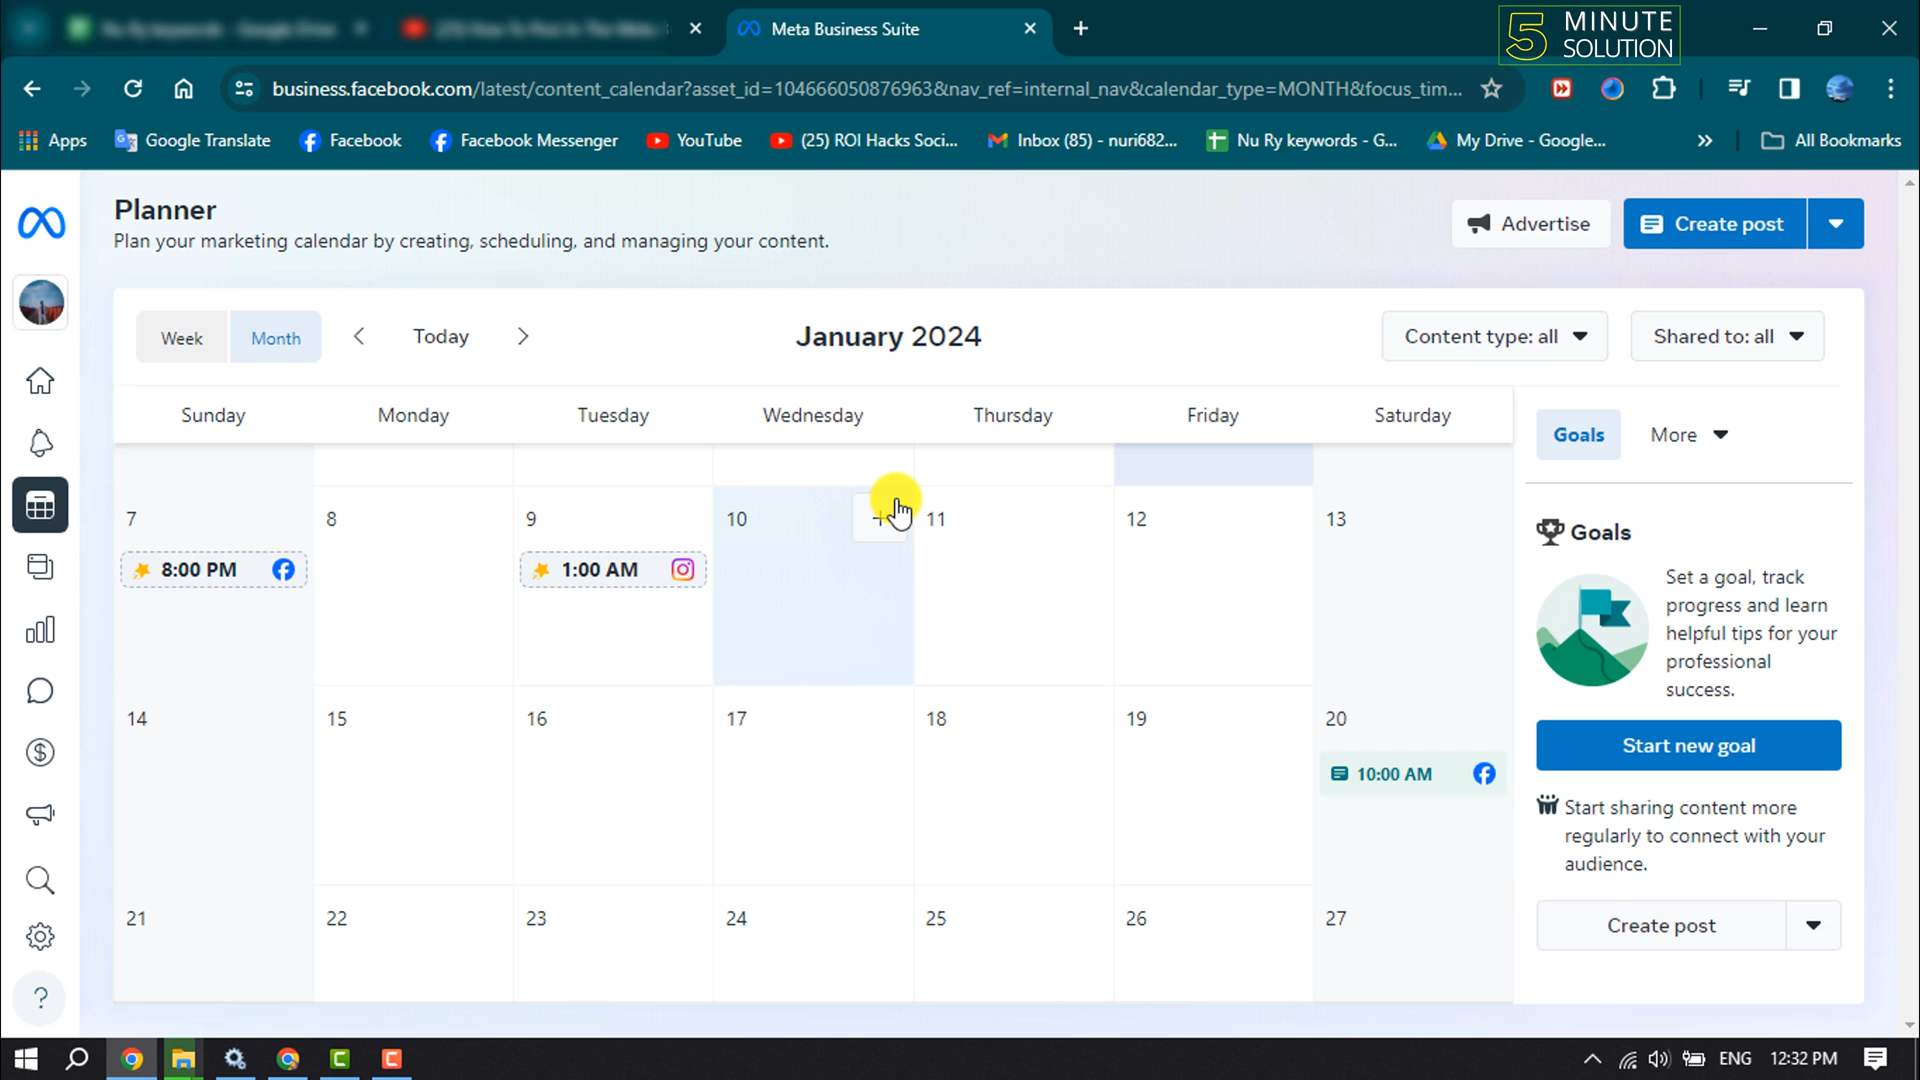 Nu Ry keywords - Google Drive
Meta Business Suite
5 MINUTE
SOLUTION
business.facebook.com/latest/content_calendar?asset_id=104666050876963&nav_ref=internal_nav&calendar_type=MONTH&focus_tim...
Apps
Google Translate
Facebook
Facebook Messenger
YouTube
(25) ROI Hacks Soci...
Inbox (85) - nuri682...
Nu Ry keywords - G...
My Drive - Google...
All Bookmarks
Planner
Plan your marketing calendar by creating, scheduling, and managing your content.
Advertise
Create post
Week
Month
Today
January 2024
Content type: all
Shared to: all
Sunday
Monday
Tuesday
Wednesday
Thursday
Friday
Saturday
7
8
9
10
11
12
13
8:00 PM
1:00 AM
14
15
16
17
18
19
20
10:00 AM
21
22
23
24
25
26
27
Goals
More
Goals
Set a goal, track
progress and learn
helpful tips for your
professional
success.
Start new goal
Start sharing content more
regularly to connect with your
audience.
Create post
ENG
12:32 PM